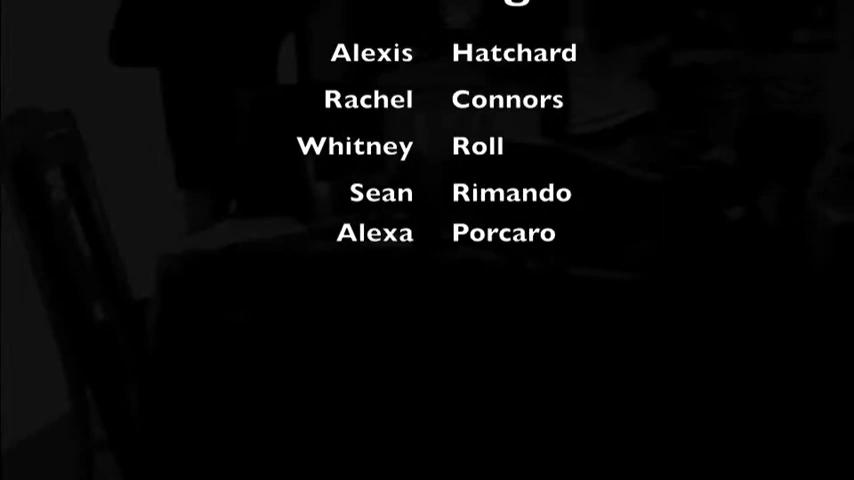 Alexis Hatchard
Rachel Connors
Whitney Roll
Sean Rimando
Alexa Porcaro